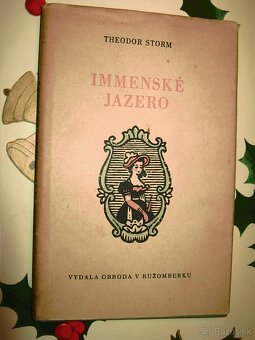 THEODOR STORM
IMMENSKÉ
JAZERO
VYDALA OBRODA V RUŽOMBERKU